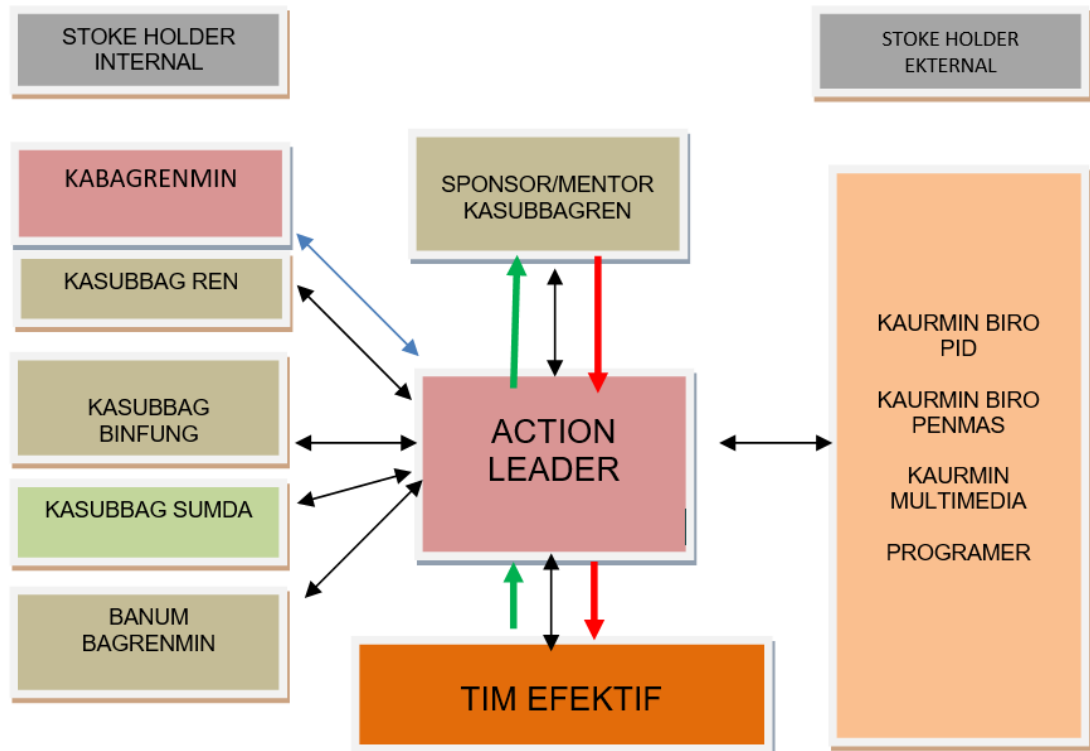 STOKE HOLDER
INTERNAL
STOKE HOLDER
EKTERNAL
KABAGRENMIN
KASUBBAG REN
KASUBBAG
BINFUNG
KASUBBAG SUMDA
BANUM
BAGRENMIN
SPONSOR/MENTOR
KASUBBAGREN
ACTION
LEADER
TIM EFEKTIF
KAURMIN BIRO
PID
KAURMIN BIRO
PENMAS
KAURMIN
MULTIMEDIA
PROGRAMER